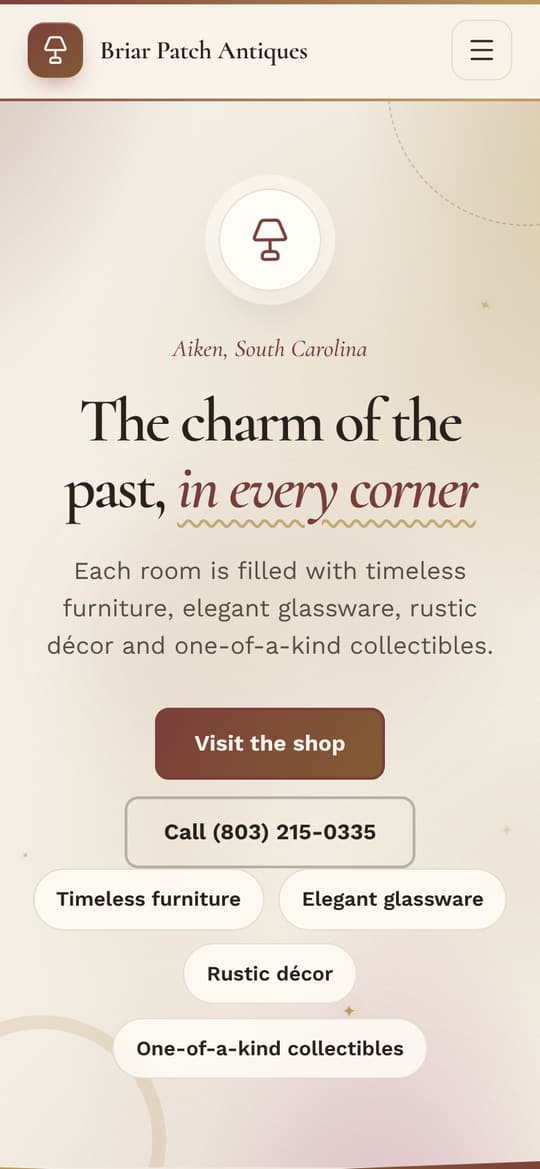 Briar Patch Antiques
Aiken, South Carolina
The charm of the
past, in every corner
Each room is filled with timeless
furniture, elegant glassware, rustic
décor and one-of-a-kind collectibles.
Visit the shop
Call (803) 215-0335
Timeless furniture
Elegant glassware
Rustic décor
One-of-a-kind collectibles